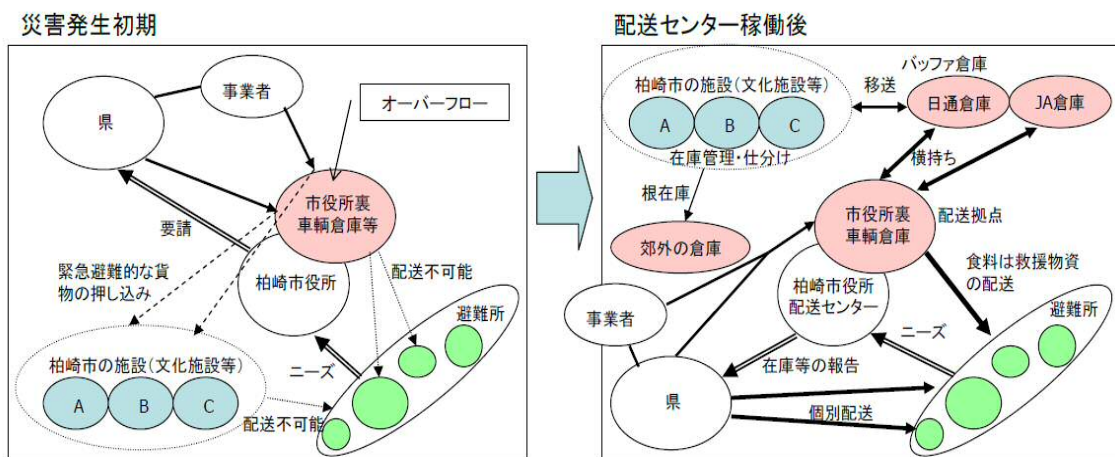 災害発生初期
事業者
県
オーバーフロー
市役所裏
車輌倉庫等
要請
緊急避難的な貨
物の押し込み
柏崎市役所
配送不可能
避難所
柏崎市の施設(文化施設等)
A
B
C
ニーズ
配送不可能
配送センター稼働後
バッファ倉庫
柏崎市の施設(文化施設等)
移送
日通倉庫
JA倉庫
A
B
C
在庫管理・仕分け
横持ち
根在庫
市役所裏
車輌倉庫
配送拠点
郊外の倉庫
食料は救援物資
の配送
柏崎市役所
配送センター
避難所
事業者
ニーズ
在庫等の報告
県
個別配送